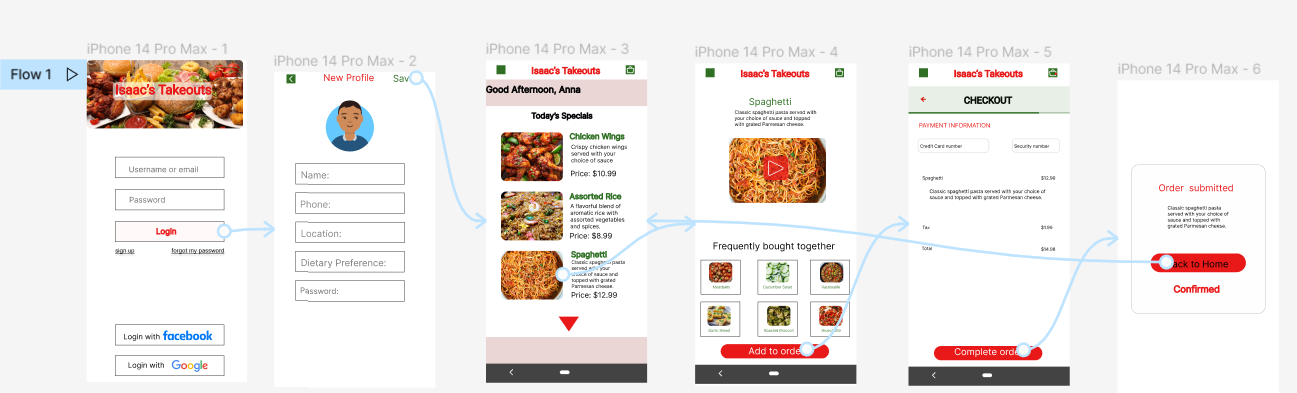 Flow 1
iPhone 14 Pro Max - 1
Isaac's Takeouts
Username or email
Password
Login
sign up
forgot my password
Login with facebook
Login with Google
iPhone 14 Pro Max - 2
New Profile
Name:
Phone:
Location:
Dietary Preference:
Password:
iPhone 14 Pro Max - 3
Isaac's Takeouts
Good Afternoon, Anna
Today's Specials
Chicken Wings
Crispy chicken wings
served with your
choice of sauce
Price: $10.99
Assorted Rice
A flavorful blend of
aromatic rice with
assorted vegetables
and spices.
Price: $8.99
Spaghetti
Classic spaghetti pasta
served with your
choice of sauce and
topped with grated
Parmesan cheese.
Price: $12.99
iPhone 14 Pro Max - 4
Isaac's Takeouts
Spaghetti
Classic spaghetti pasta served with
your choice of sauce and topped
with grated Parmesan cheese.
Frequently bought together
Meatballs
Cucumber Salad
Garlic Bread
Roasted Broccoli
Add to order
iPhone 14 Pro Max - 5
Isaac's Takeouts
CHECKOUT
PAYMENT INFORMATION
Credit Card number
Security number
Spaghetti
$12.99
Classic spaghetti pasta served with your choice of
sauce and topped with grated Parmesan cheese.
Tax
$1.99
Total
$14.98
Complete order
iPhone 14 Pro Max - 6
Order submitted
Classic spaghetti pasta
served with your choice of
sauce and topped
with grated Parmesan
cheese.
Back to Home
Confirmed